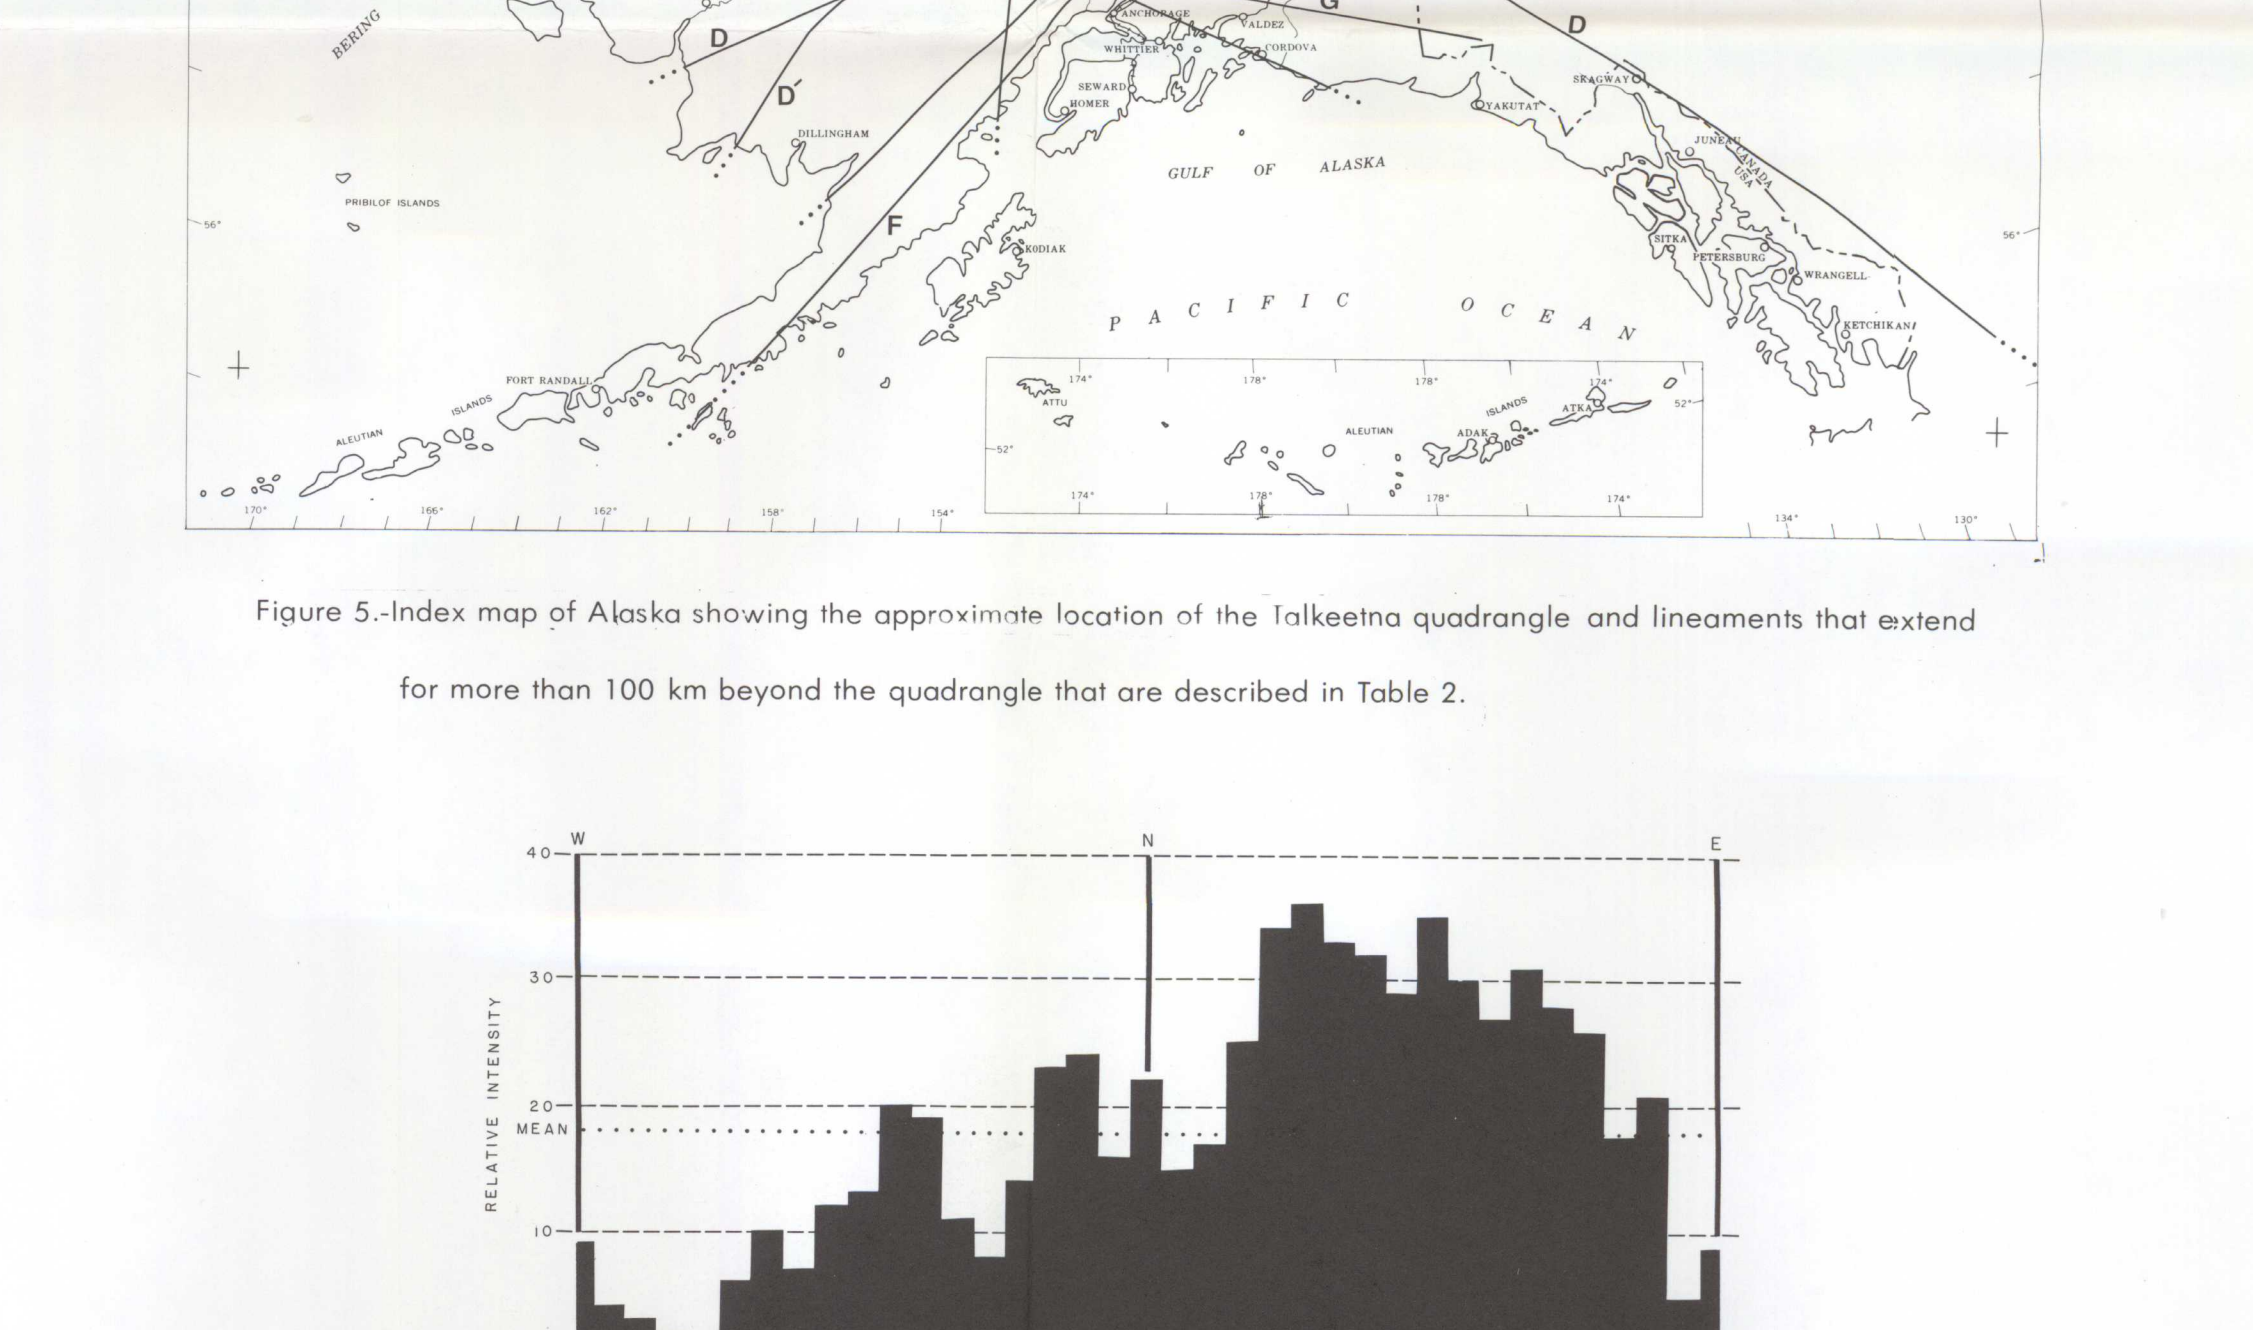 BERING
D
D'
G
D
ANCHORAGE
VALDEZ
WHITTIER
CORDOVA
SEWARD
HOMER
SKAGWAY
YAKUTAT
DILLINGHAM
JUNEAU
CANADA
USA
GULF OF ALASKA
PRIBILOF ISLANDS
56°
F
KODIAK
56°
SITKA
PETERSBURG
WRANGELL
PACIFIC OCEAN
KETCHIKAN
FORT RANDALL
ALEUTIAN ISLANDS
174° 178° 178° 174°
ATTU
ATKA
52°
ALEUTIAN ISLANDS
ADAK
52°
174° 178° 178° 174°
170° 166° 162° 158° 154° 134° 130°
Figure 5.-Index map of Alaska showing the approximate location of the Talkeetna quadrangle and lineaments that extend
for more than 100 km beyond the quadrangle that are described in Table 2.
W N E
40
30
20
MEAN
10
RELATIVE INTENSITY